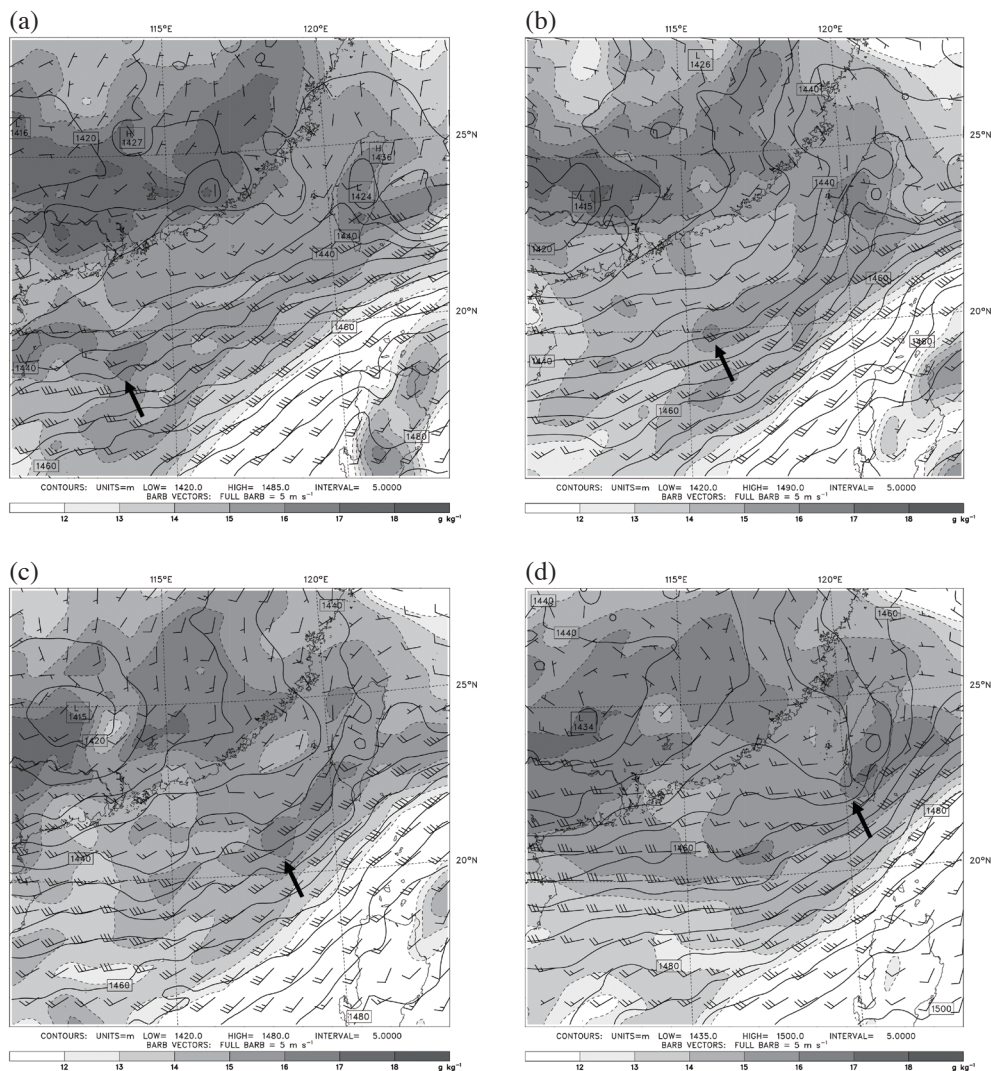 (a)
115°E 120°E
L 1416
1420
H 1427
25°N
H 1436
L 1424
1440
1440
20°N
1460
1440
1480
1460
CONTOURS: UNITS=m LOW= 1420.0 HIGH= 1485.0 INTERVAL= 5.0000
BARB VECTORS: FULL BARB = 5 m s⁻¹
12 13 14 15 16 17 18 g kg⁻¹
(b)
115°E 120°E
L 1426
1440
25°N
1440
L 1415
1420
1460
20°N
1480
1440
1460
CONTOURS: UNITS=m LOW= 1420.0 HIGH= 1490.0 INTERVAL= 5.0000
BARB VECTORS: FULL BARB = 5 m s⁻¹
12 13 14 15 16 17 18 g kg⁻¹
(c)
115°E 120°E
1440
25°N
L 1415
1420
1440
20°N
1460
1480
CONTOURS: UNITS=m LOW= 1420.0 HIGH= 1480.0 INTERVAL= 5.0000
BARB VECTORS: FULL BARB = 5 m s⁻¹
12 13 14 15 16 17 18 g kg⁻¹
(d)
115°E 120°E
1440
1460
1440
25°N
L 1434
1480
1460
20°N
1480
1500
CONTOURS: UNITS=m LOW= 1435.0 HIGH= 1500.0 INTERVAL= 5.0000
BARB VECTORS: FULL BARB = 5 m s⁻¹
12 13 14 15 16 17 18 g kg⁻¹